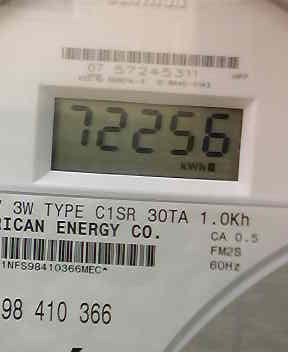 07 57245311
72256
kWh
3W TYPE C1SR 30TA 1.0Kh
RICAN ENERGY CO.
CA 0.5
FM2S
1NFS98410366MEC*
60Hz
98 410 366